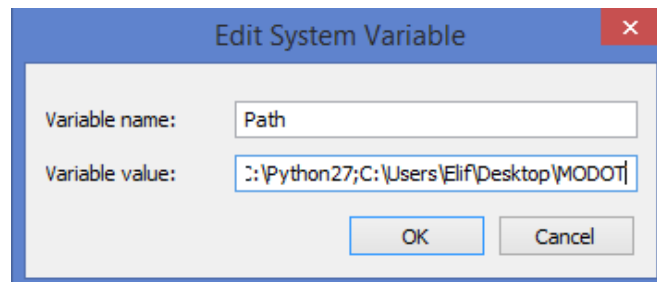 Edit System Variable
Variable name: Path
Variable value: :\Python27;C:\Users\Elif\Desktop\MODOT
OK Cancel